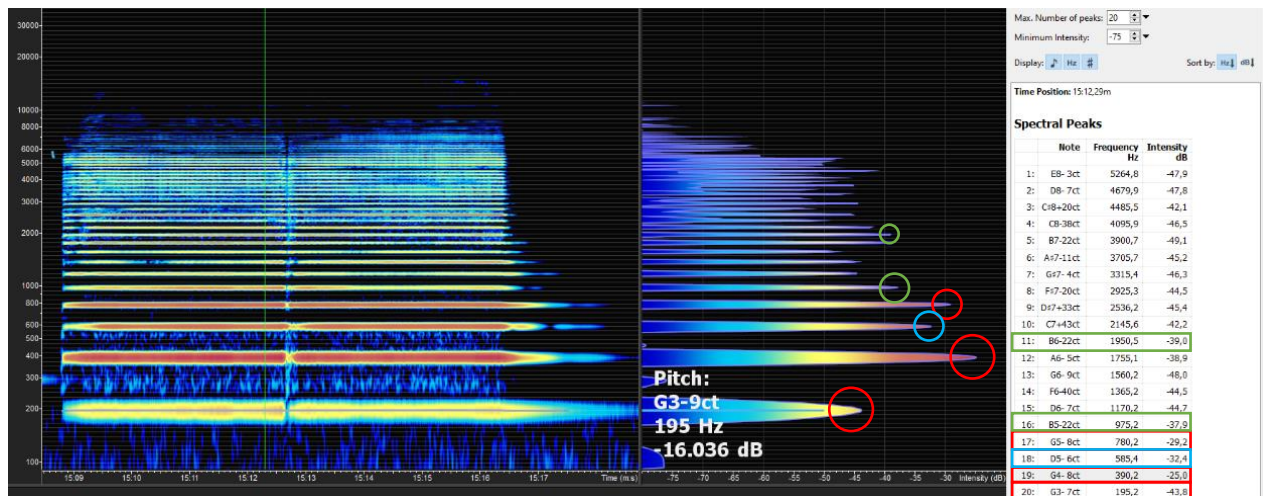 Max. Number of peaks: 20
Minimum Intensity: -75
Display: Hz # Sort by: Hz dB
Time Position: 15:12,29m
Spectral Peaks
Note Frequency Hz Intensity dB
1: E8- 3ct 5264,8 -47,9
2: D8- 7ct 4679,9 -47,8
3: C♯8+20ct 4485,5 -42,1
4: C8-38ct 4095,9 -46,5
5: B7-22ct 3900,7 -49,1
6: A♯7-11ct 3705,7 -45,2
7: G♯7- 4ct 3315,4 -46,3
8: F♯7-20ct 2925,3 -44,5
9: D♯7+33ct 2536,2 -45,4
10: C7+43ct 2145,6 -42,2
11: B6-22ct 1950,5 -39,0
12: A6- 5ct 1755,1 -38,9
13: G6- 9ct 1560,2 -48,0
14: F6-40ct 1365,2 -44,5
15: D6- 7ct 1170,2 -44,7
16: B5-22ct 975,2 -37,9
17: G5- 8ct 780,2 -29,2
18: D5- 6ct 585,4 -32,4
19: G4- 8ct 390,2 -25,0
20: G3- 7ct 195,2 -43,8
30000
20000
10000
8000
6000
5000
4000
3000
2000
1000
800
600
500
400
300
200
100
Pitch:
G3-9ct
195 Hz
-16.036 dB
15:09 15:10 15:11 15:12 15:13 15:14 15:15 15:16 15:17 Time (m:s)
-75 -70 -65 -60 -55 -50 -45 -40 -35 -30 Intensity (dB)